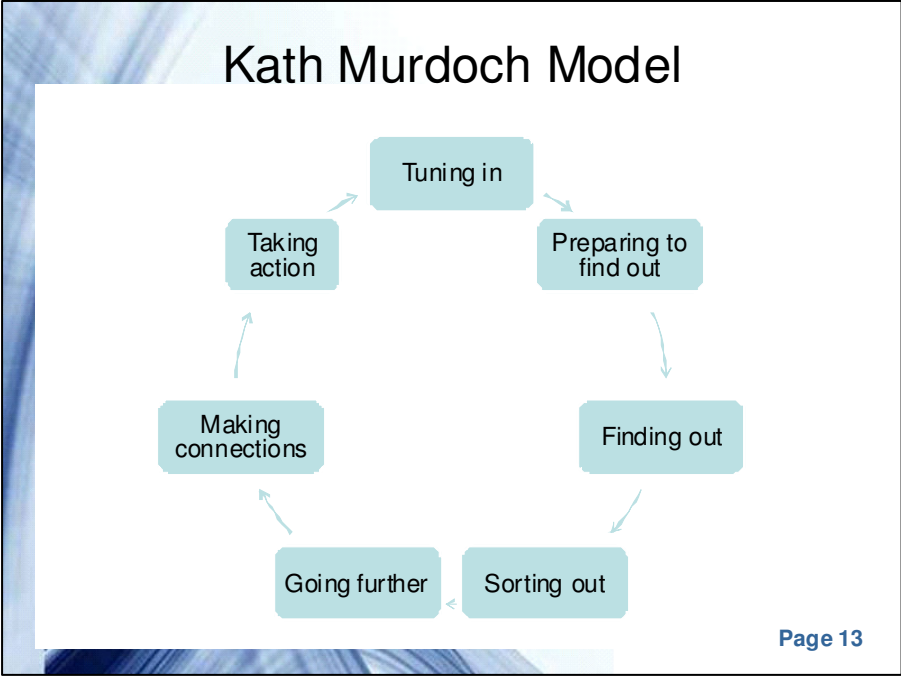 Kath Murdoch Model
Tuning in
Preparing to
find out
Finding out
Sorting out
Going further
Making
connections
Taking
action
Page 13